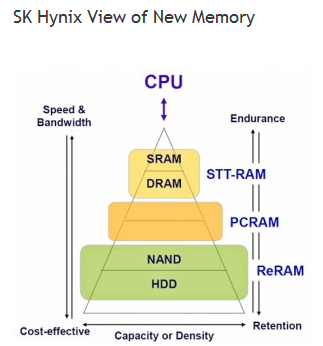 SK Hynix View of New Memory
CPU
Speed &
Bandwidth
Endurance
SRAM
STT-RAM
DRAM
PCRAM
NAND
ReRAM
HDD
Cost-effective
Retention
Capacity or Density